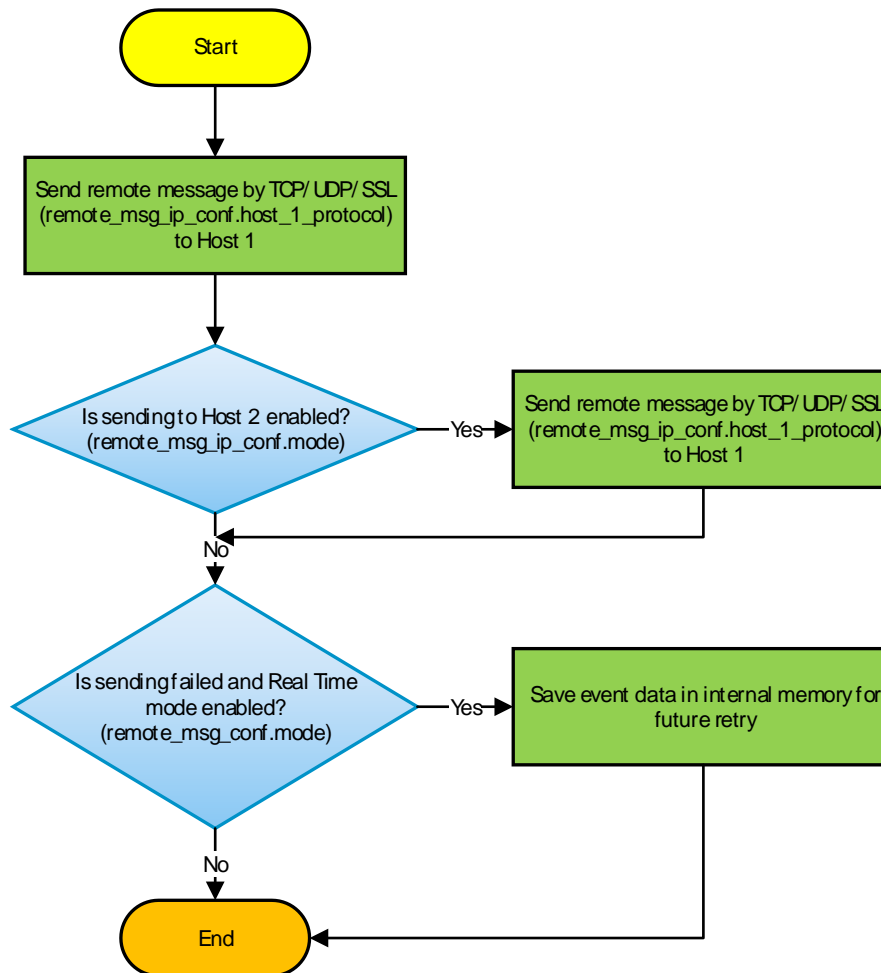 Start
Send remote message by TCP/UDP/SSL
(remote_msg_ip_conf.host_1_protocol)
to Host 1
Is sending to Host 2 enabled?
(remote_msg_ip_conf.mode)
Yes
Send remote message by TCP/UDP/SSL
(remote_msg_ip_conf.host_1_protocol)
to Host 1
No
Is sending failed and Real Time
mode enabled?
(remote_msg_conf.mode)
Yes
Save event data in internal memory for
future retry
No
End